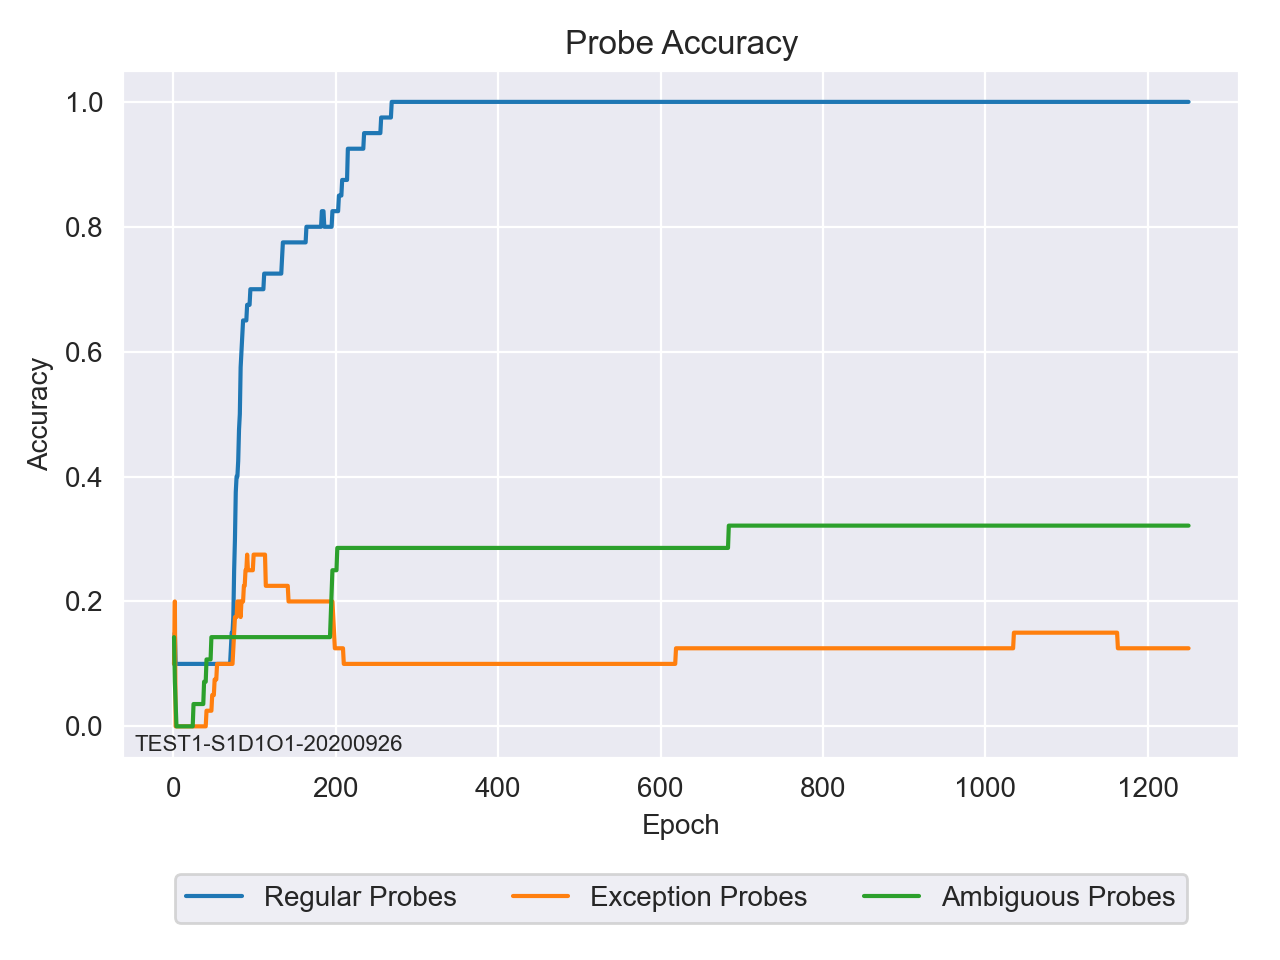 Probe Accuracy
1.0
0.8
0.6
0.4
0.2
0.0
Accuracy
TEST1-S1D1O1-20200926
0 200 400 600 800 1000 1200
Epoch
Regular Probes Exception Probes Ambiguous Probes